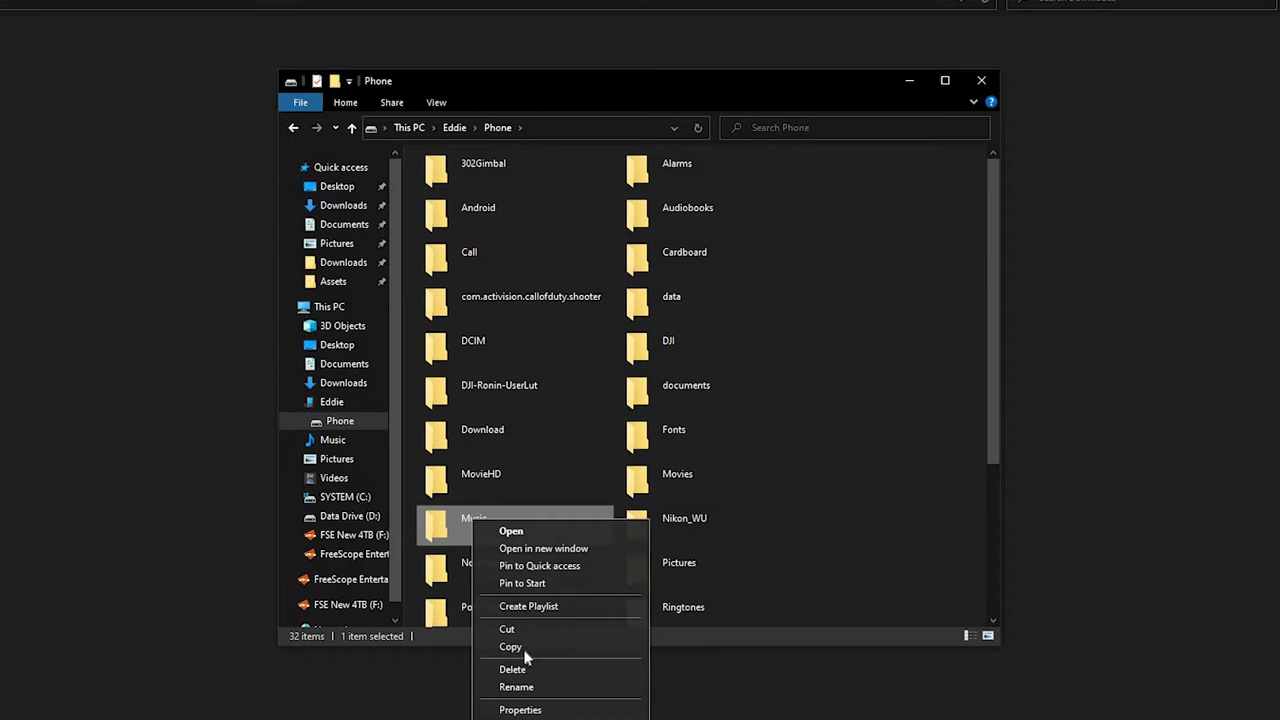 Phone
File Home Share View
This PC > Eddie > Phone >
Search Phone
Quick access
Desktop
Downloads
Documents
Pictures
Downloads
Assets
This PC
3D Objects
Desktop
Documents
Downloads
Eddie
Phone
Music
Pictures
Videos
SYSTEM (C:)
Data Drive (D:)
FSE New 4TB (F:)
FreeScope Entert
FreeScope Enterta
FSE New 4TB (F:)
302Gimbal
Alarms
Android
Audiobooks
Call
Cardboard
com.activision.callofduty.shooter
data
DCIM
DJI
DJI-Ronin-UserLut
documents
Download
Fonts
MovieHD
Movies
Music
Nikon_WU
Pictures
Ringtones
Open
Open in new window
Pin to Quick access
Pin to Start
Create Playlist
Cut
Copy
Delete
Rename
Properties
32 items
1 item selected